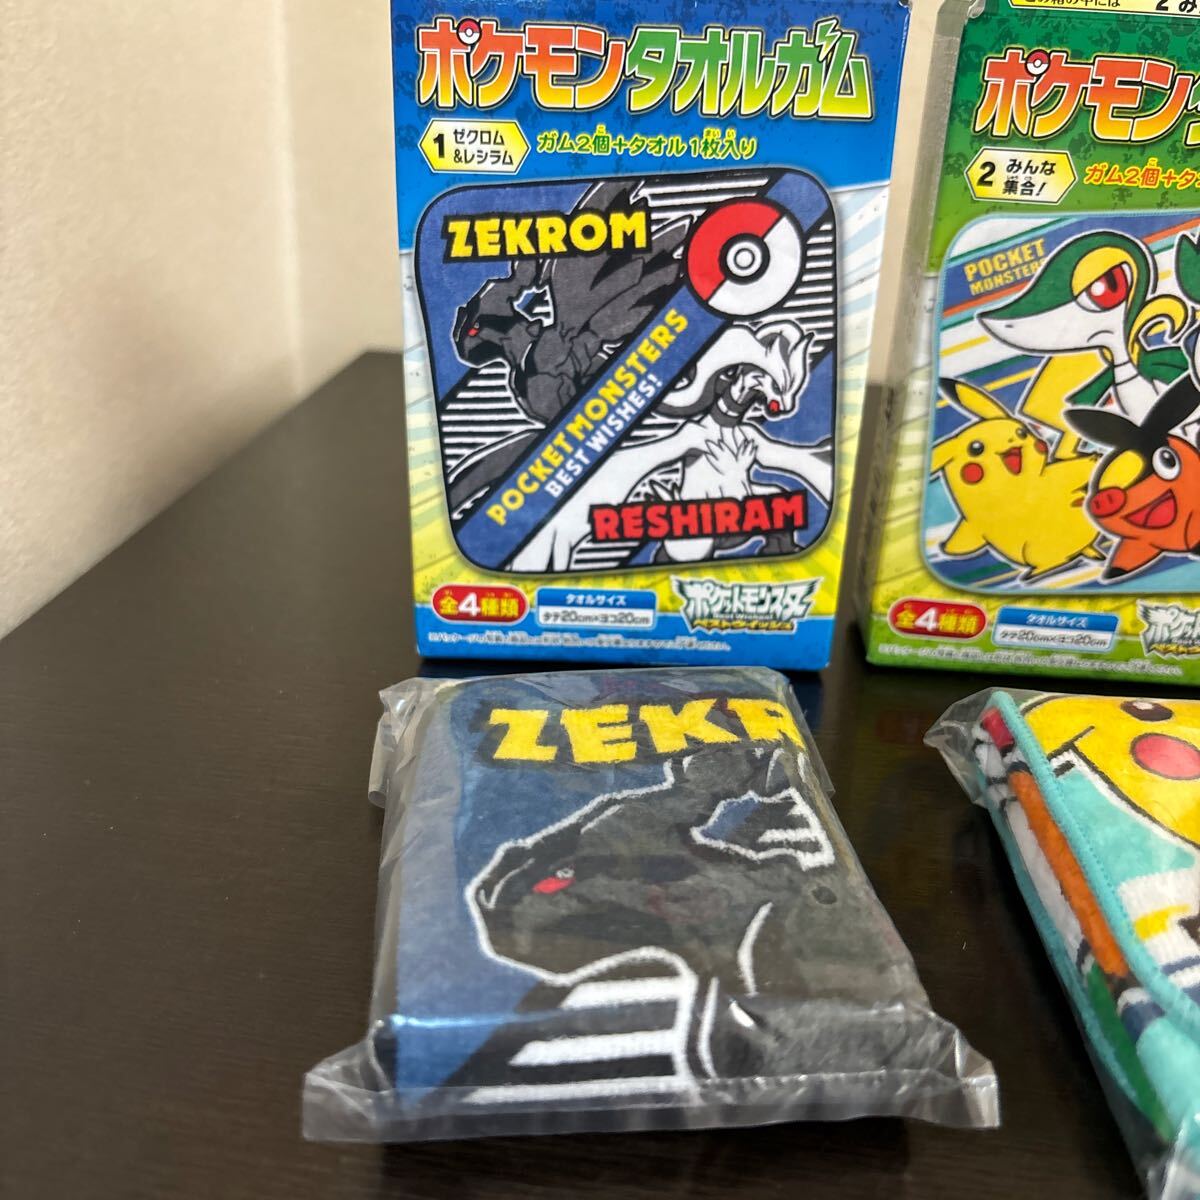 ポケモンタオルガム
1 ゼクロム
&レシラム
ガム2個+タオル1枚入り
ZEKROM
POCKET MONSTERS
BEST WISHES!
RESHIRAM
全4種類
タオルサイズ
タテ20cm×ヨコ20cm
ポケットモンスター
Best Wishes!
ベストウイッシュ
ポケモン
2 みんな
集合!
ガム2個+タオ
POCKET
MONSTERS
全4種類
タオルサイズ
タテ20cm×ヨコ20cm
ZEKR